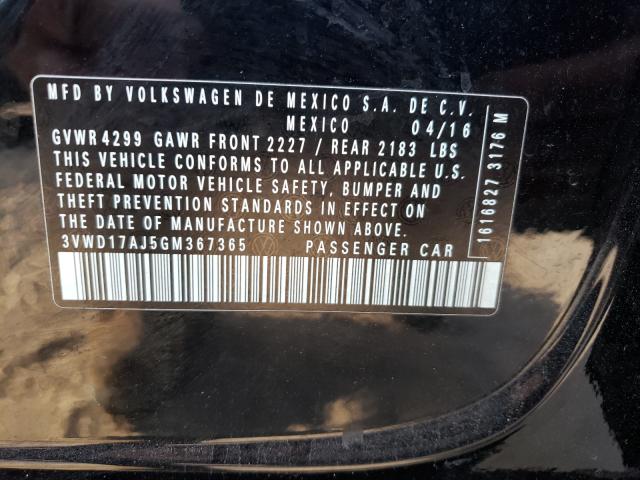 MFD BY VOLKSWAGEN DE MEXICO S.A. DE C.V.
MEXICO 04/16
GVWR 4299 GAWR FRONT 2227 / REAR 2183 LBS
THIS VEHICLE CONFORMS TO ALL APPLICABLE U.S.
FEDERAL MOTOR VEHICLE SAFETY, BUMPER AND
THEFT PREVENTION STANDARDS IN EFFECT ON
THE DATE OF MANUFACTURE SHOWN ABOVE.
3VWD17AJ5GM367365 PASSENGER CAR
1616827 3176 M